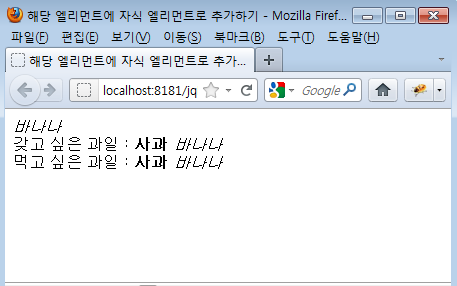 해당 엘리먼트에 자식 엘리먼트로 추가하기 - Mozilla Firef...
파일(F) 편집(E) 보기(V) 이동(S) 북마크(B) 도구(T) 도움말(H)
해당 엘리먼트에 자식 엘리먼트로 추가...
localhost:8181/jq Google
바나나
갖고 싶은 과일 : 사과 바나나
먹고 싶은 과일 : 사과 바나나